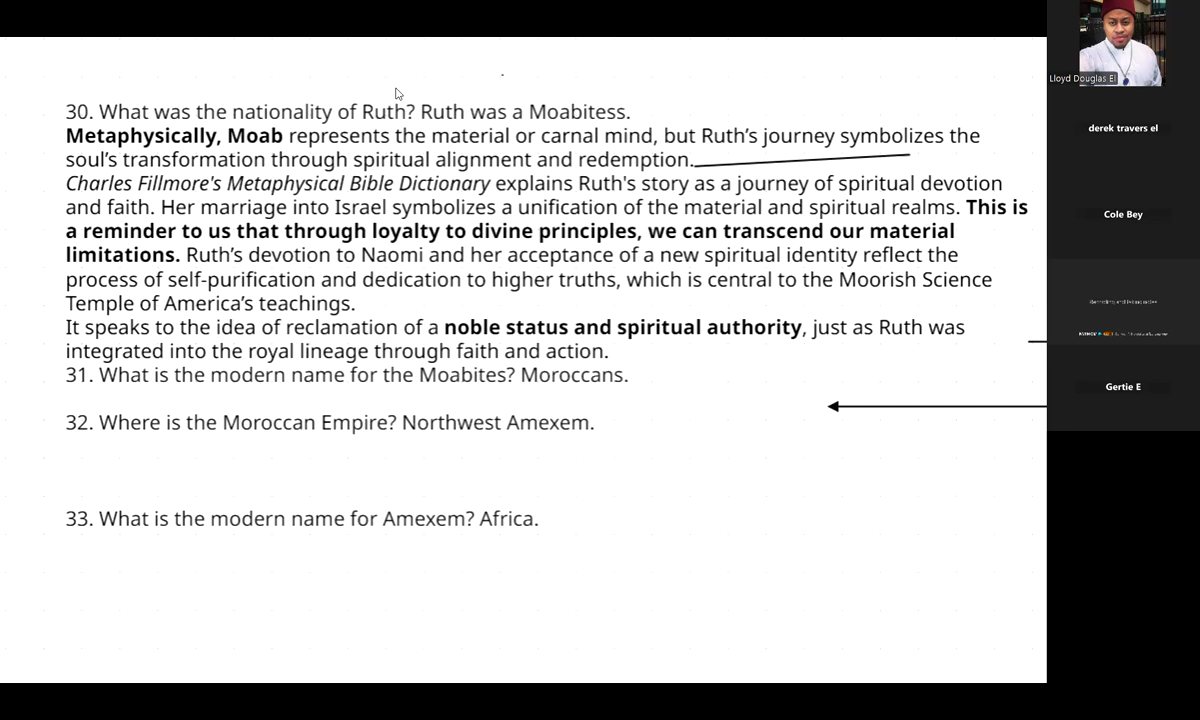 30. What was the nationality of Ruth? Ruth was a Moabitess.
Metaphysically, Moab represents the material or carnal mind, but Ruth’s journey symbolizes the
soul’s transformation through spiritual alignment and redemption.
Charles Fillmore's Metaphysical Bible Dictionary explains Ruth's story as a journey of spiritual devotion
and faith. Her marriage into Israel symbolizes a unification of the material and spiritual realms. This is
a reminder to us that through loyalty to divine principles, we can transcend our material
limitations. Ruth’s devotion to Naomi and her acceptance of a new spiritual identity reflect the
process of self-purification and dedication to higher truths, which is central to the Moorish Science
Temple of America’s teachings.
It speaks to the idea of reclamation of a noble status and spiritual authority, just as Ruth was
integrated into the royal lineage through faith and action.
31. What is the modern name for the Moabites? Moroccans.
32. Where is the Moroccan Empire? Northwest Amexem.
33. What is the modern name for Amexem? Africa.
Lloyd Douglas El
derek travers el
Cole Bey
Gertie E